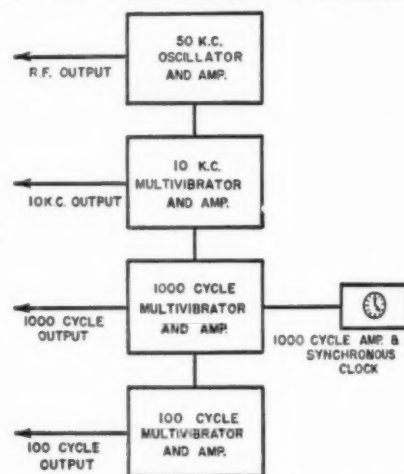 50 K.C.
OSCILLATOR
AND AMP.
R.F. OUTPUT
10 K.C.
MULTIVIBRATOR
AND AMP.
10 K.C. OUTPUT
1000 CYCLE
MULTIVIBRATOR
AND AMP.
1000 CYCLE
OUTPUT
1000 CYCLE AMP. &
SYNCHRONOUS
CLOCK
100 CYCLE
MULTIVIBRATOR
AND AMP.
100 CYCLE
OUTPUT